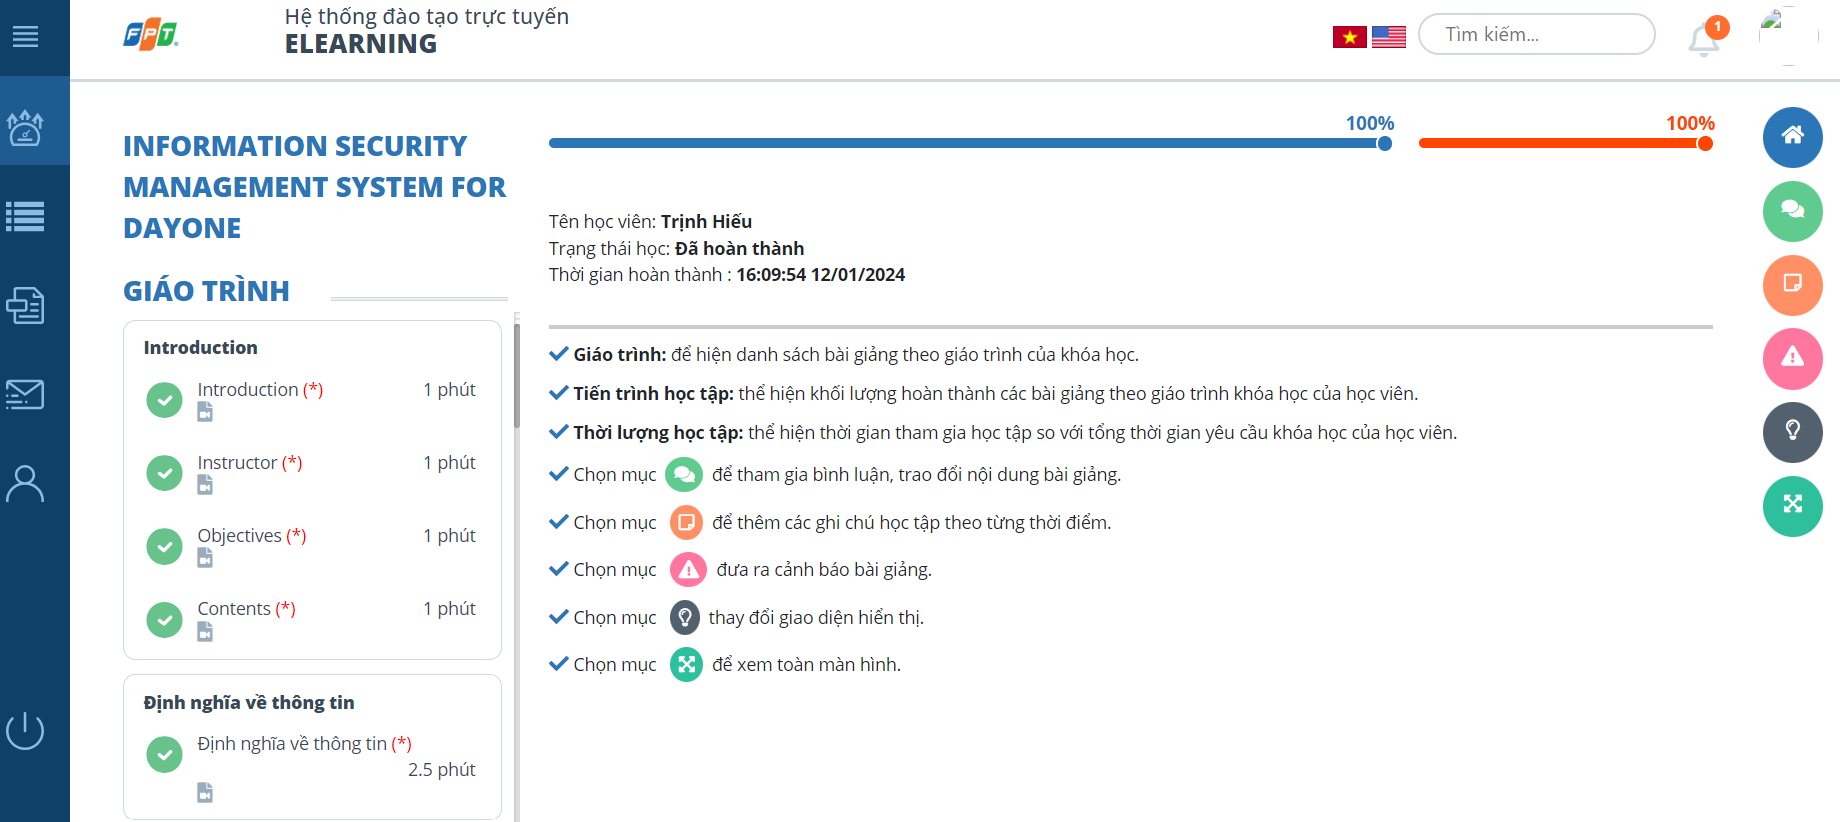 FPT
Hệ thống đào tạo trực tuyến
ELEARNING
Tìm kiếm...
1
INFORMATION SECURITY
MANAGEMENT SYSTEM FOR
DAYONE
GIÁO TRÌNH
Introduction
Introduction (*) 1 phút
Instructor (*) 1 phút
Objectives (*) 1 phút
Contents (*) 1 phút
Định nghĩa về thông tin
Định nghĩa về thông tin (*)
2.5 phút
100%
100%
Tên học viên: Trịnh Hiếu
Trạng thái học: Đã hoàn thành
Thời gian hoàn thành : 16:09:54 12/01/2024
Giáo trình: để hiện danh sách bài giảng theo giáo trình của khóa học.
Tiến trình học tập: thể hiện khối lượng hoàn thành các bài giảng theo giáo trình khóa học của học viên.
Thời lượng học tập: thể hiện thời gian tham gia học tập so với tổng thời gian yêu cầu khóa học của học viên.
Chọn mục để tham gia bình luận, trao đổi nội dung bài giảng.
Chọn mục để thêm các ghi chú học tập theo từng thời điểm.
Chọn mục đưa ra cảnh báo bài giảng.
Chọn mục thay đổi giao diện hiển thị.
Chọn mục để xem toàn màn hình.